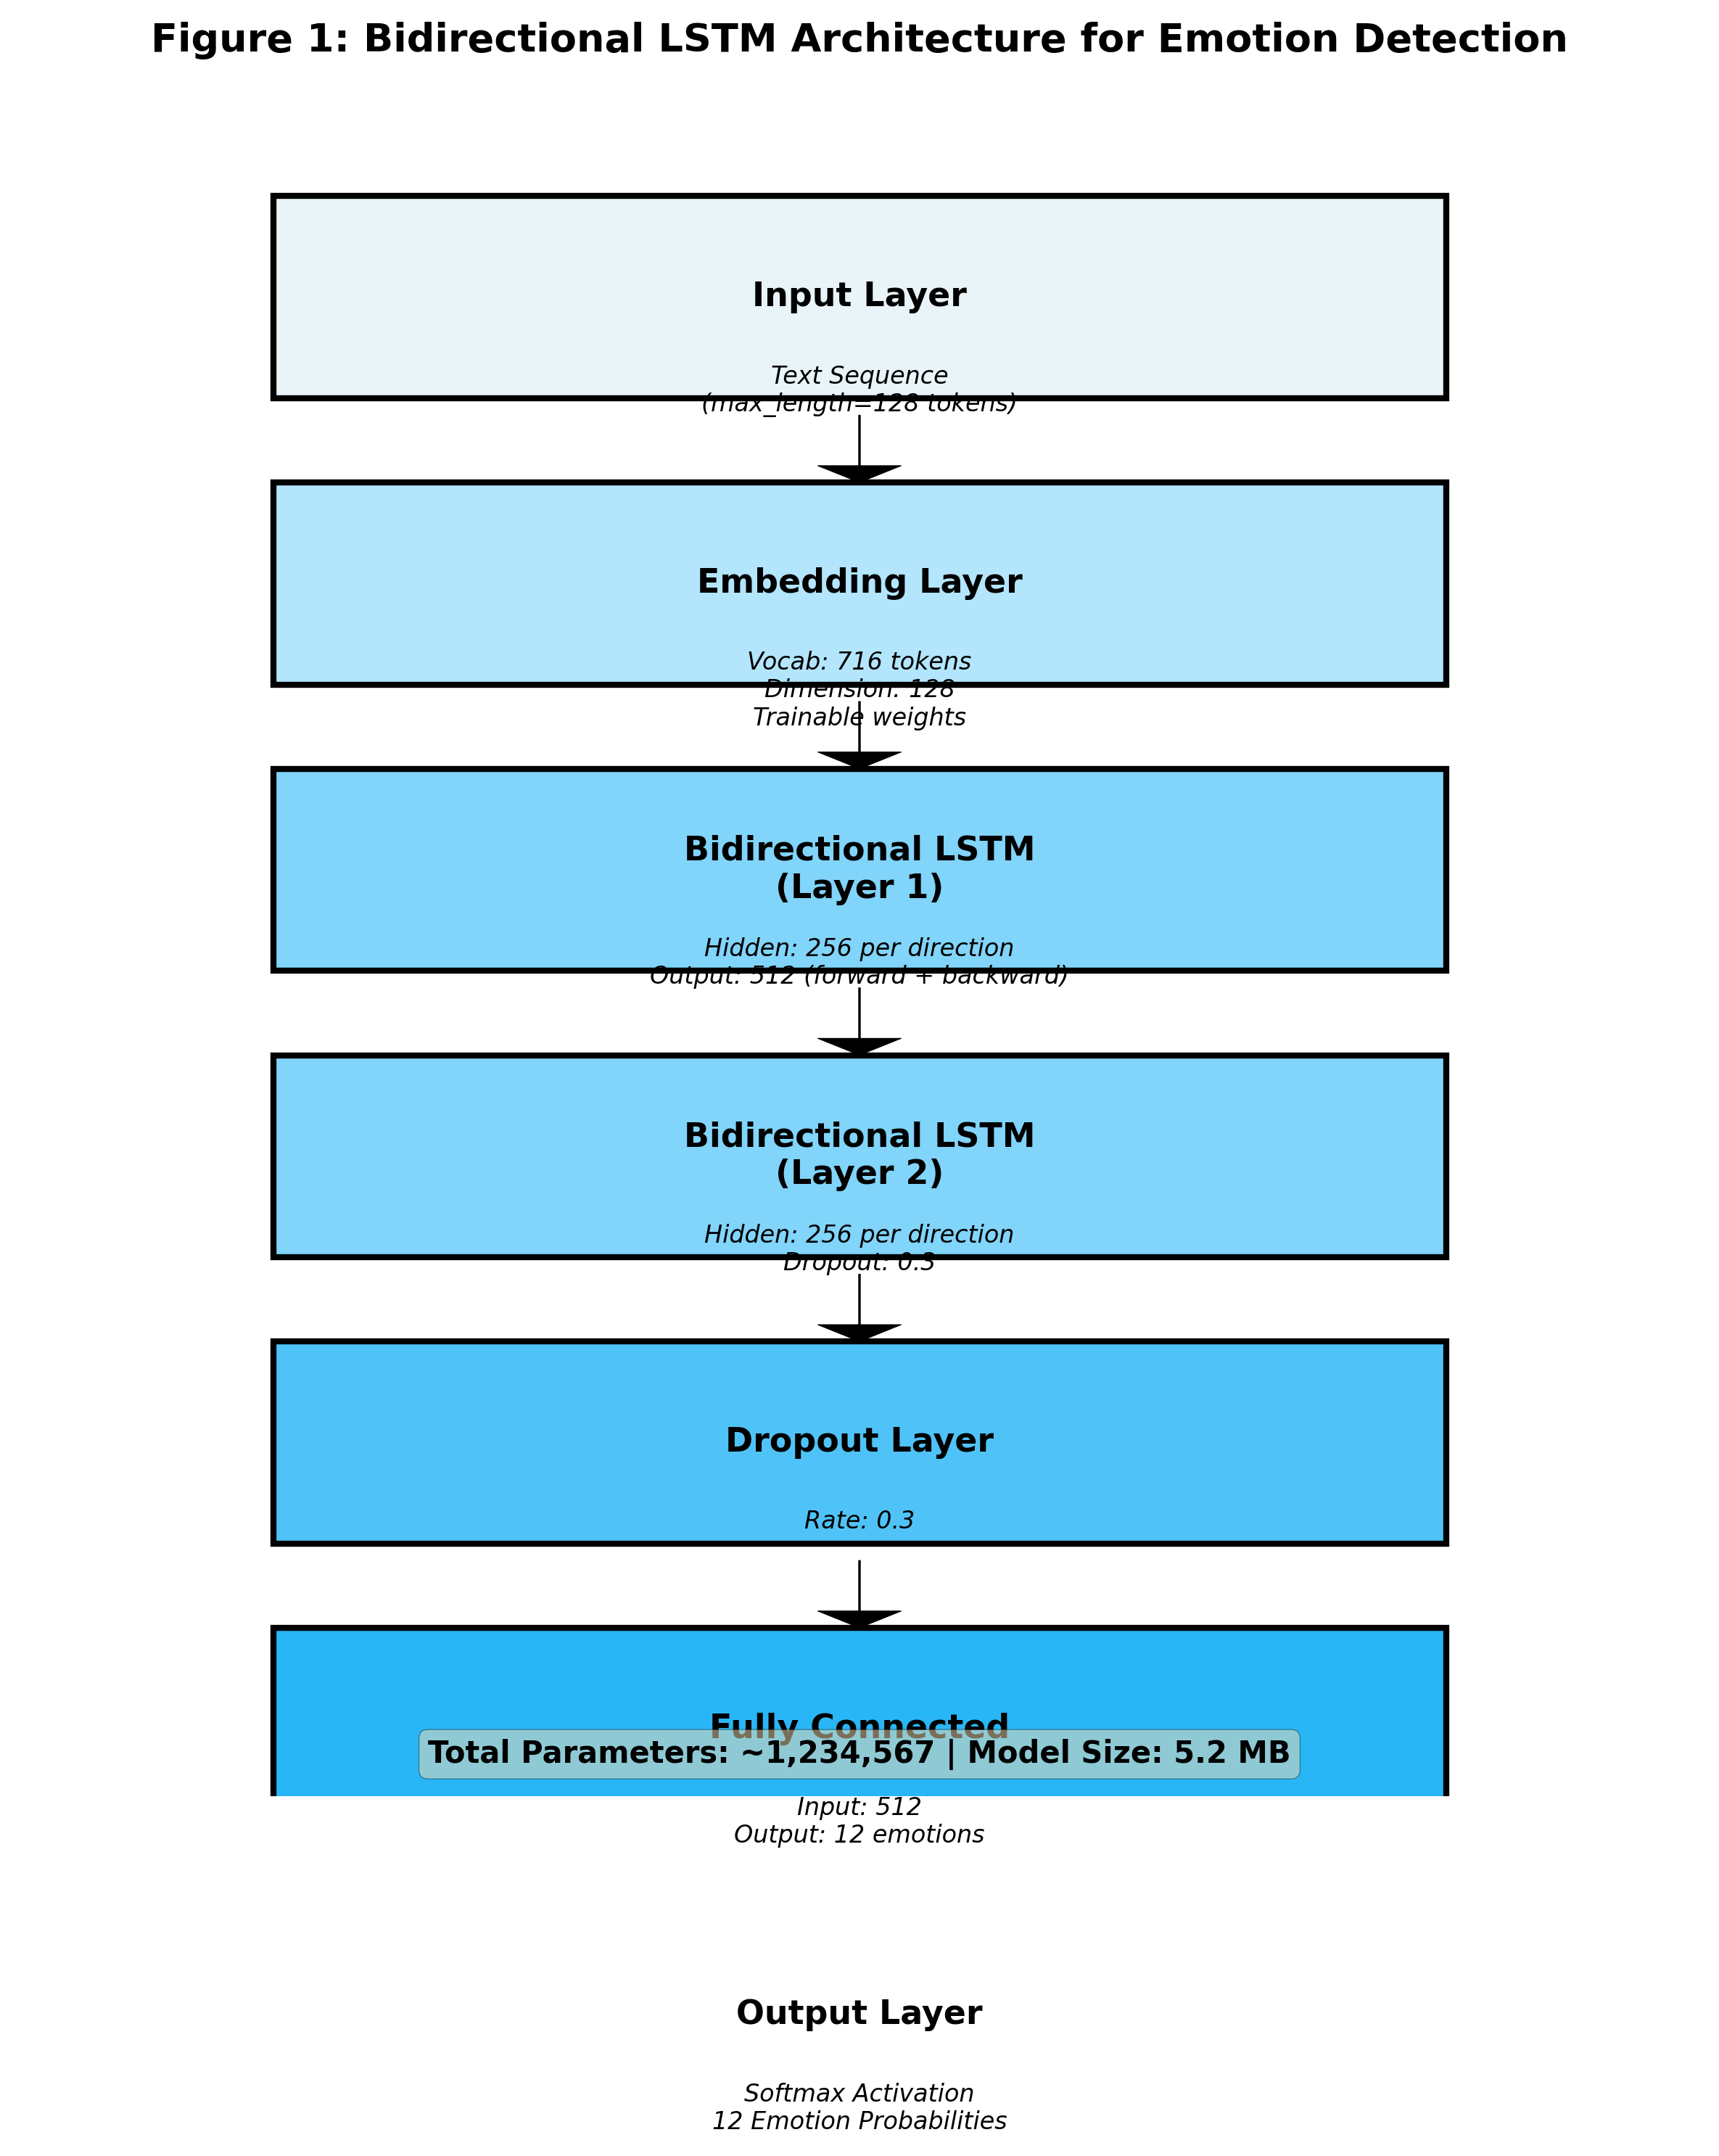 Figure 1: Bidirectional LSTM Architecture for Emotion Detection
Input Layer
Text Sequence
(max_length=128 tokens)
Embedding Layer
Vocab: 716 tokens
Dimension: 128
Trainable weights
Bidirectional LSTM
(Layer 1)
Hidden: 256 per direction
Output: 512 (forward + backward)
Bidirectional LSTM
(Layer 2)
Hidden: 256 per direction
Dropout: 0.3
Dropout Layer
Rate: 0.3
Fully Connected
Total Parameters: ~1,234,567 | Model Size: 5.2 MB
Input: 512
Output: 12 emotions
Output Layer
Softmax Activation
12 Emotion Probabilities